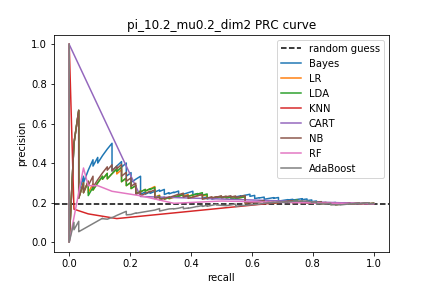 pi_10.2_mu0.2_dim2 PRC curve
precision
1.0
0.8
0.6
0.4
0.2
0.0
random guess
Bayes
LR
LDA
KNN
CART
NB
RF
AdaBoost
0.0 0.2 0.4 0.6 0.8 1.0
recall